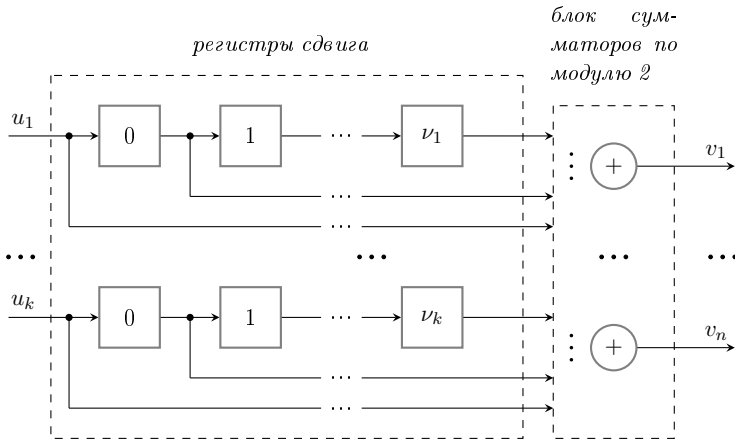 блок сум-
маторов по
модулю 2
регистры сдвига
u₁ 0 1 ... ν₁ + v₁
...
...
... ... ... ...
uₖ 0 1 ... νₖ + vₙ
...
...